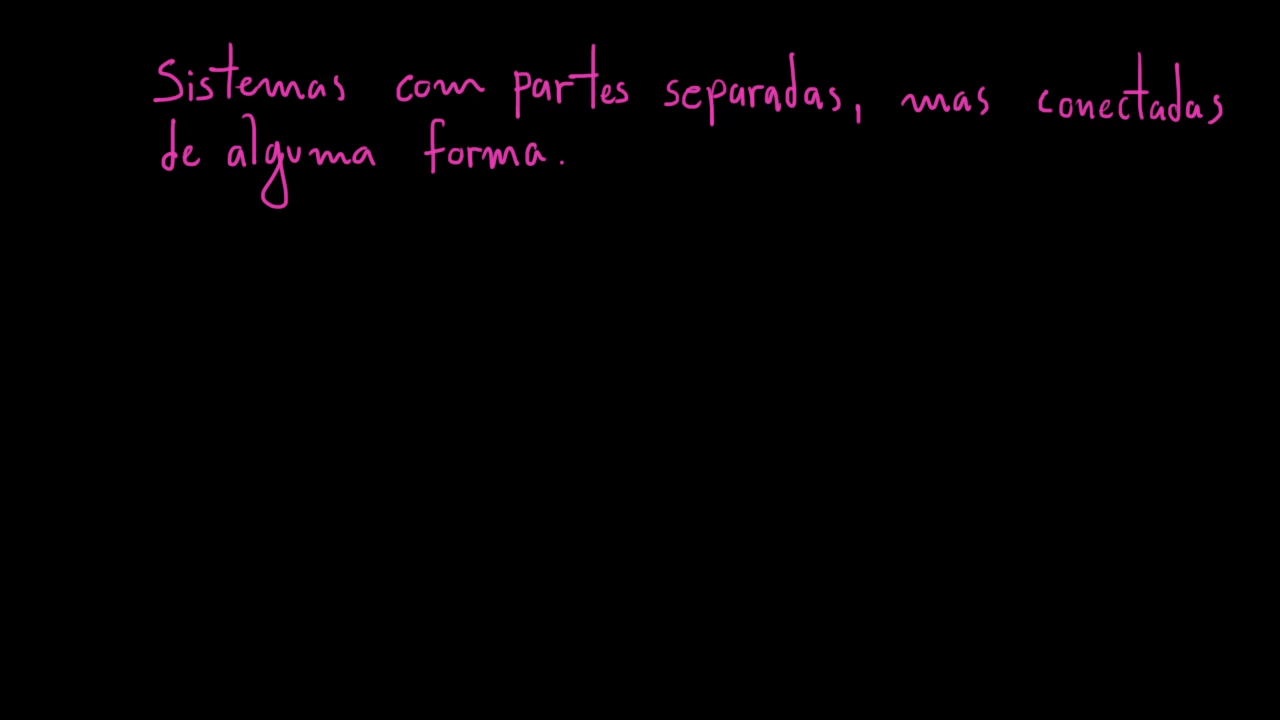 Sistemas com partes separadas, mas conectadas
de alguma forma.